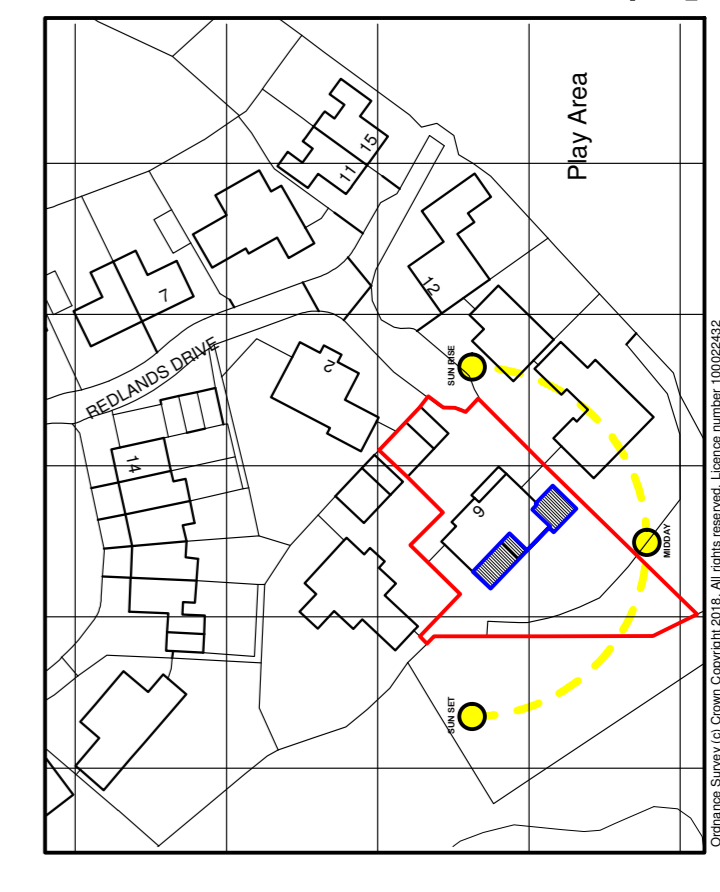 Play Area
15
11
7
12
REDLANDS DRIVE
2
SUN RISE
14
MIDDAY
SUN SET
Ordnance Survey (c) Crown Copyright 2018. All rights reserved. Licence number 100022432